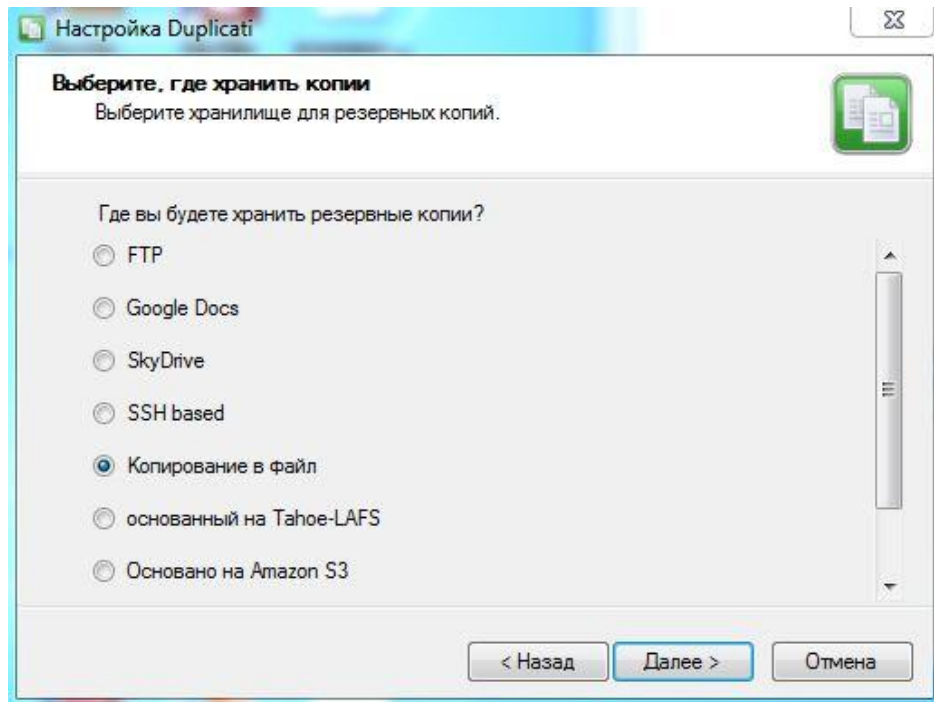 Настройка Duplicati
Выберите, где хранить копии
Выберите хранилище для резервных копий.
Где вы будете хранить резервные копии?
FTP
Google Docs
SkyDrive
SSH based
Копирование в файл
основанный на Tahoe-LAFS
Основано на Amazon S3
< Назад
Далее >
Отмена